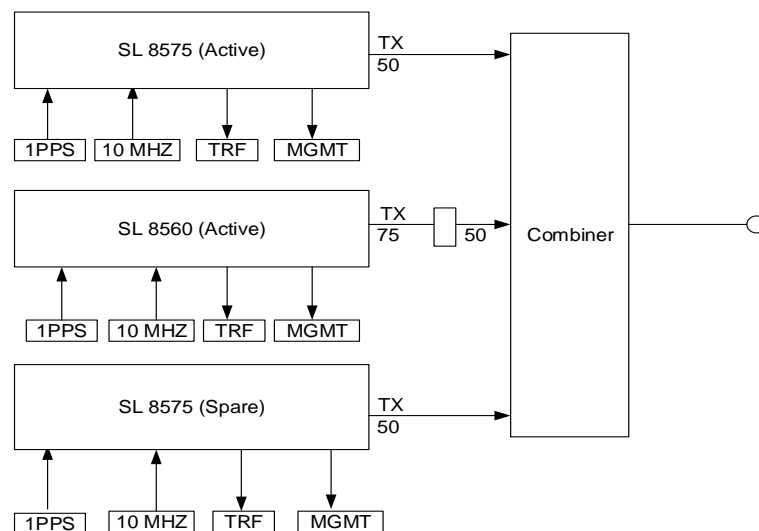 SL 8575 (Active)
TX
50
1PPS
10 MHZ
TRF
MGMT
SL 8560 (Active)
TX
75
50
Combiner
1PPS
10 MHZ
TRF
MGMT
SL 8575 (Spare)
TX
50
1PPS
10 MHZ
TRF
MGMT